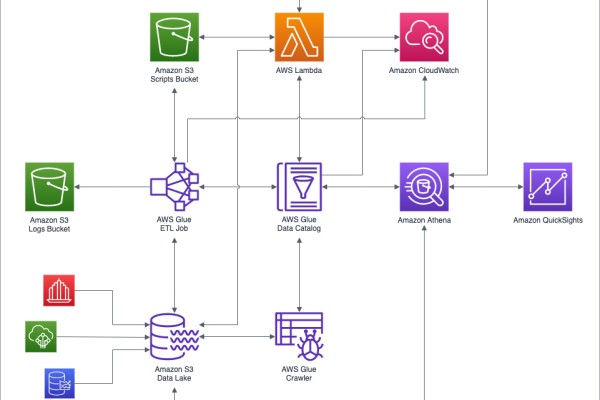 Amazon S3
Scripts Bucket
AWS Lambda
Amazon CloudWatch
Amazon S3
Logs Bucket
AWS Glue
ETL Job
AWS Glue
Data Catalog
Amazon Athena
Amazon QuickSights
Amazon S3
Data Lake
AWS Glue
Crawler